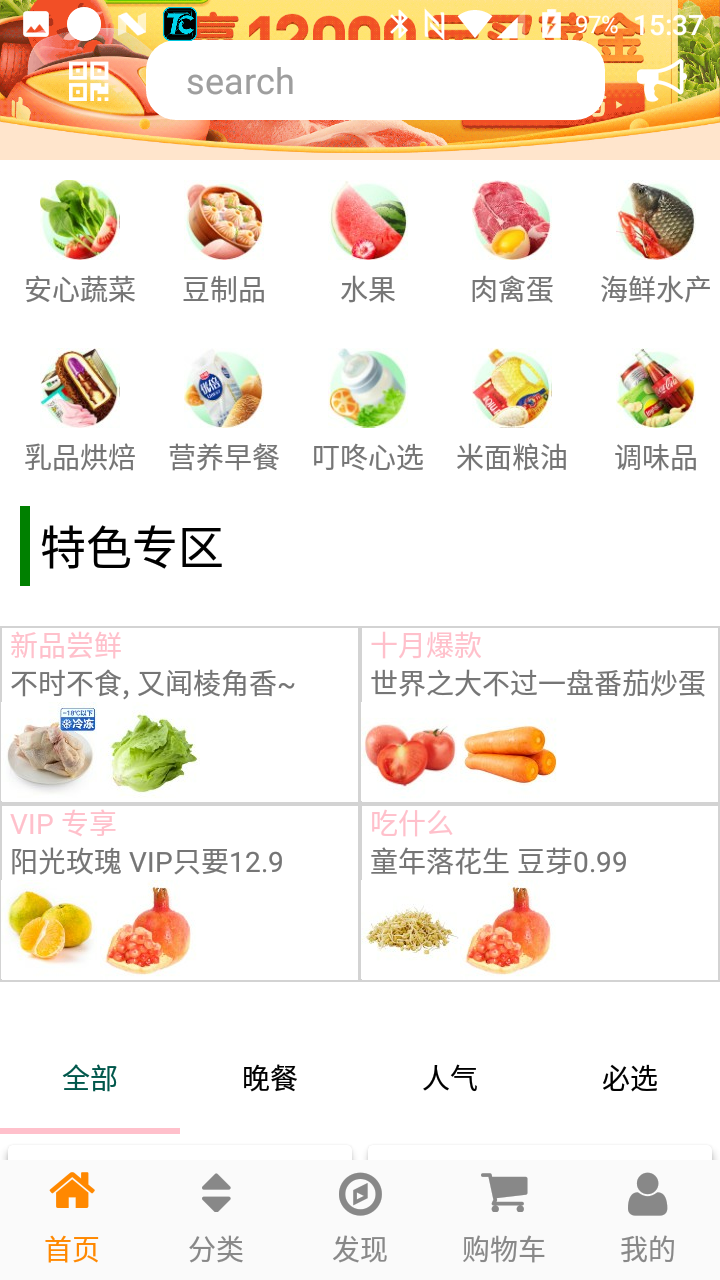 97% 15:37
search
安心蔬菜 豆制品 水果 肉禽蛋 海鲜水产
乳品烘焙 营养早餐 叮咚心选 米面粮油 调味品
特色专区
新品尝鲜 十月爆款
不时不食, 又闻棱角香~ 世界之大不过一盘番茄炒蛋
-18°C以下
冷冻
VIP 专享 吃什么
阳光玫瑰 VIP只要12.9 童年落花生 豆芽0.99
全部 晚餐 人气 必选
首页 分类 发现 购物车 我的